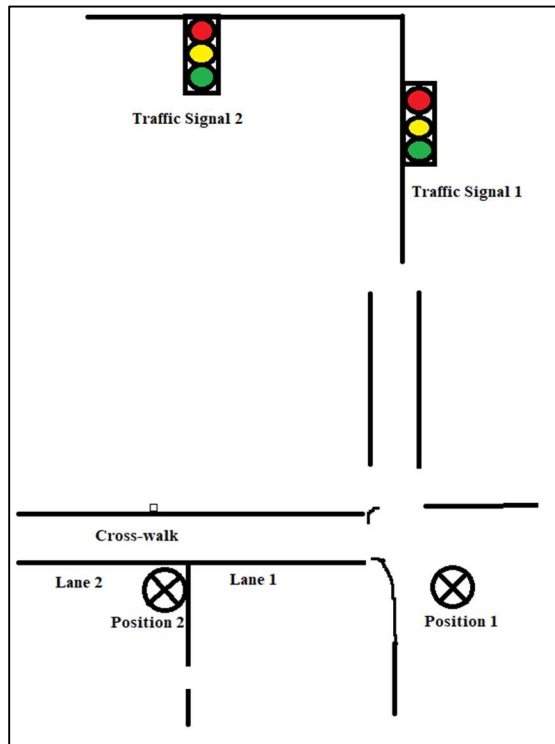 Traffic Signal 2
Traffic Signal 1
Cross-walk
Lane 2
Lane 1
Position 2
Position 1